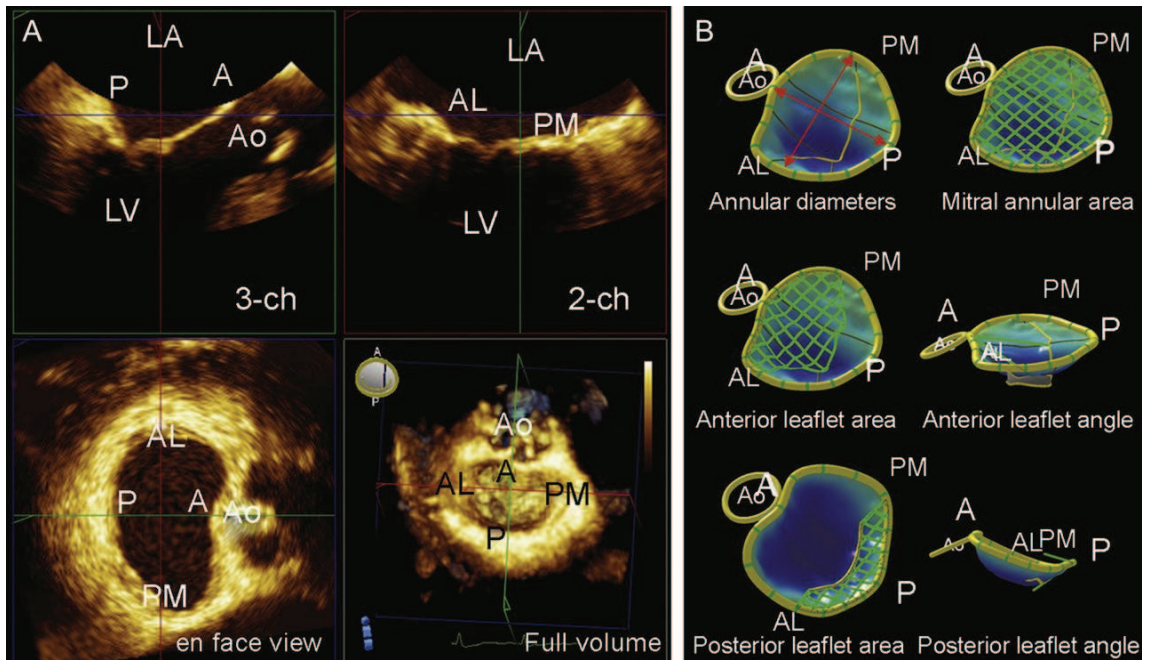 A
LA
P
A
Ao
LV
3-ch
LA
AL
PM
LV
2-ch
AL
P
A
Ao
PM
en face view
A
P
Ao
A
AL
PM
P
Full volume
B
A
Ao
PM
AL
P
Annular diameters
A
Ao
PM
AL
P
Mitral annular area
A
Ao
PM
AL
P
Anterior leaflet area
A
PM
P
Ao
AL
Anterior leaflet angle
Ao
A
PM
P
AL
Posterior leaflet area
A
Ao
AL
PM
P
Posterior leaflet angle